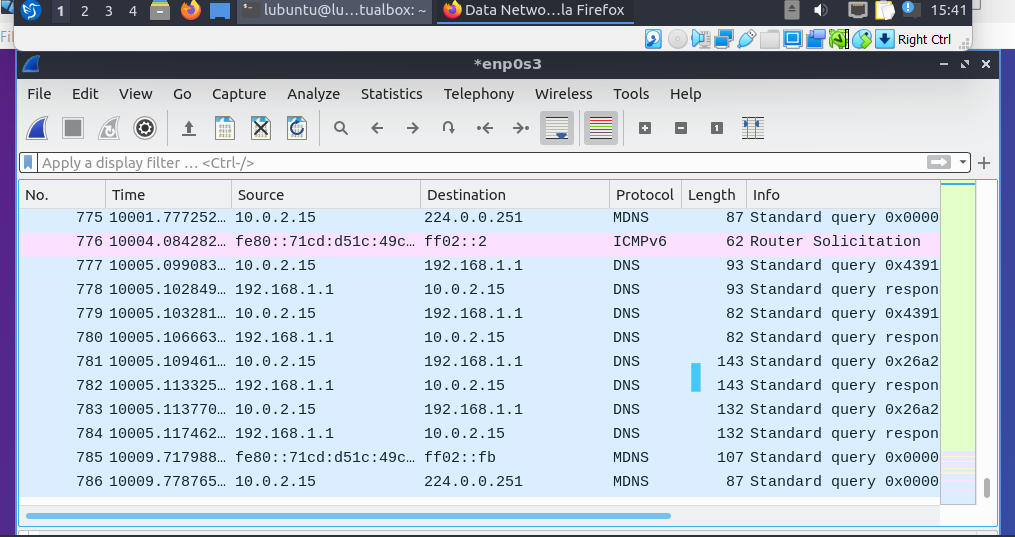 1 2 3 4 lubuntu@lu…tualbox: ~ Data Netwo…la Firefox 15:41
Right Ctrl
*enp0s3
File Edit View Go Capture Analyze Statistics Telephony Wireless Tools Help
Apply a display filter … <Ctrl-/>
No. Time Source Destination Protocol Length Info
775 10001.777252… 10.0.2.15 224.0.0.251 MDNS 87 Standard query 0x0000
776 10004.084282… fe80::71cd:d51c:49c… ff02::2 ICMPv6 62 Router Solicitation
777 10005.099083… 10.0.2.15 192.168.1.1 DNS 93 Standard query 0x4391
778 10005.102849… 192.168.1.1 10.0.2.15 DNS 93 Standard query respon
779 10005.103281… 10.0.2.15 192.168.1.1 DNS 82 Standard query 0x4391
780 10005.106663… 192.168.1.1 10.0.2.15 DNS 82 Standard query respon
781 10005.109461… 10.0.2.15 192.168.1.1 DNS 143 Standard query 0x26a2
782 10005.113325… 192.168.1.1 10.0.2.15 DNS 143 Standard query respon
783 10005.113770… 10.0.2.15 192.168.1.1 DNS 132 Standard query 0x26a2
784 10005.117462… 192.168.1.1 10.0.2.15 DNS 132 Standard query respon
785 10009.717988… fe80::71cd:d51c:49c… ff02::fb MDNS 107 Standard query 0x0000
786 10009.778765… 10.0.2.15 224.0.0.251 MDNS 87 Standard query 0x0000